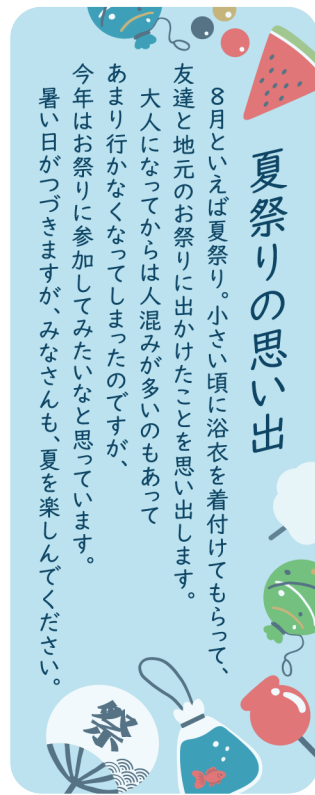 夏祭りの思い出
8月といえば夏祭り。小さい頃に浴衣を着付けてもらって、
友達と地元のお祭りに出かけたことを思い出します。
大人になってからは人混みが多いのもあって
あまり行かなくなってしまったのですが、
今年はお祭りに参加してみたいなと思っています。
暑い日がつづきますが、みなさんも、夏を楽しんでください。
祭